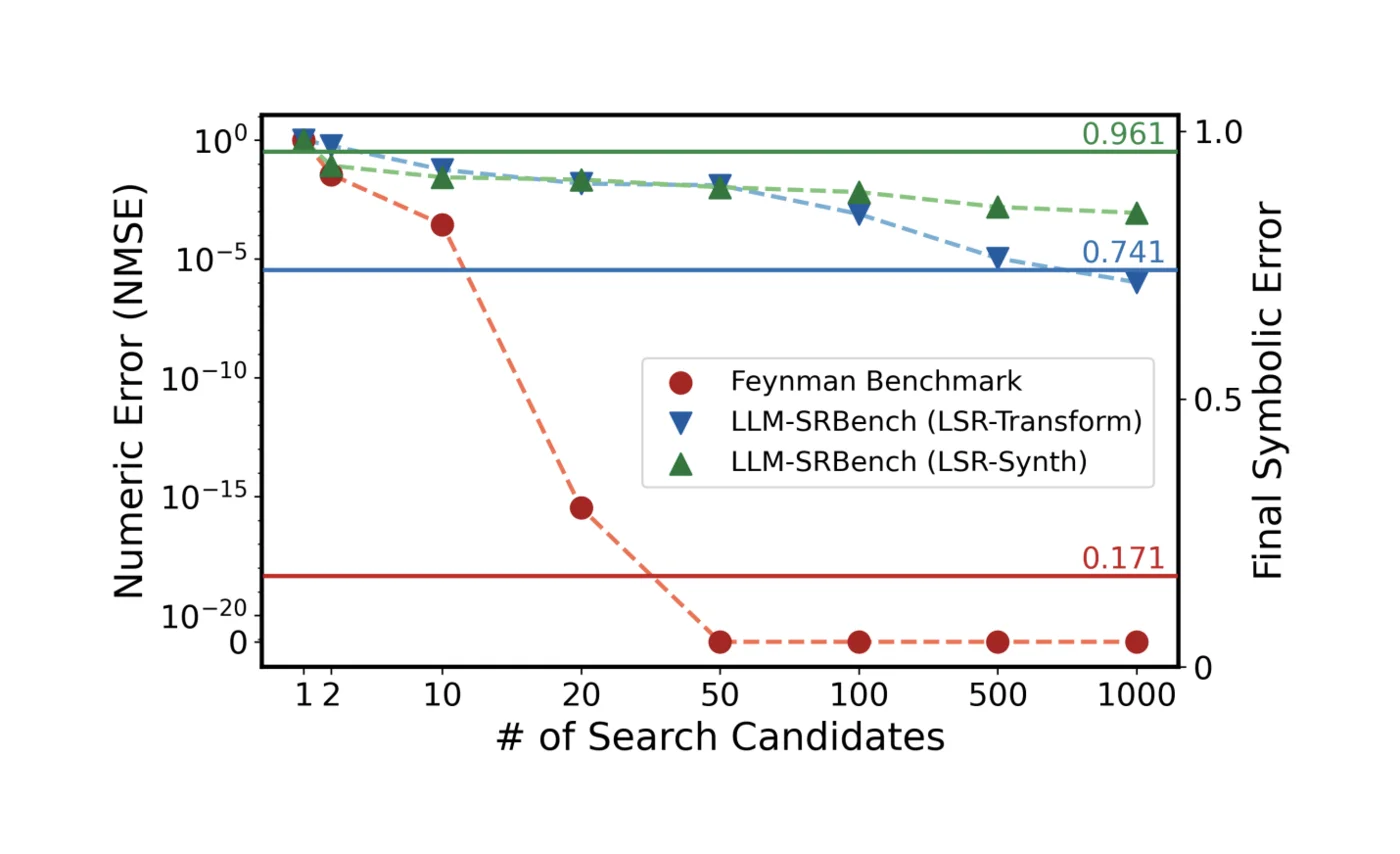 Numeric Error (NMSE)
10⁰
10⁻⁵
10⁻¹⁰
10⁻¹⁵
10⁻²⁰
0
0.961
0.741
0.171
Feynman Benchmark
LLM-SRBench (LSR-Transform)
LLM-SRBench (LSR-Synth)
1.0
0.5
0
Final Symbolic Error
1 2 10 20 50 100 500 1000
# of Search Candidates